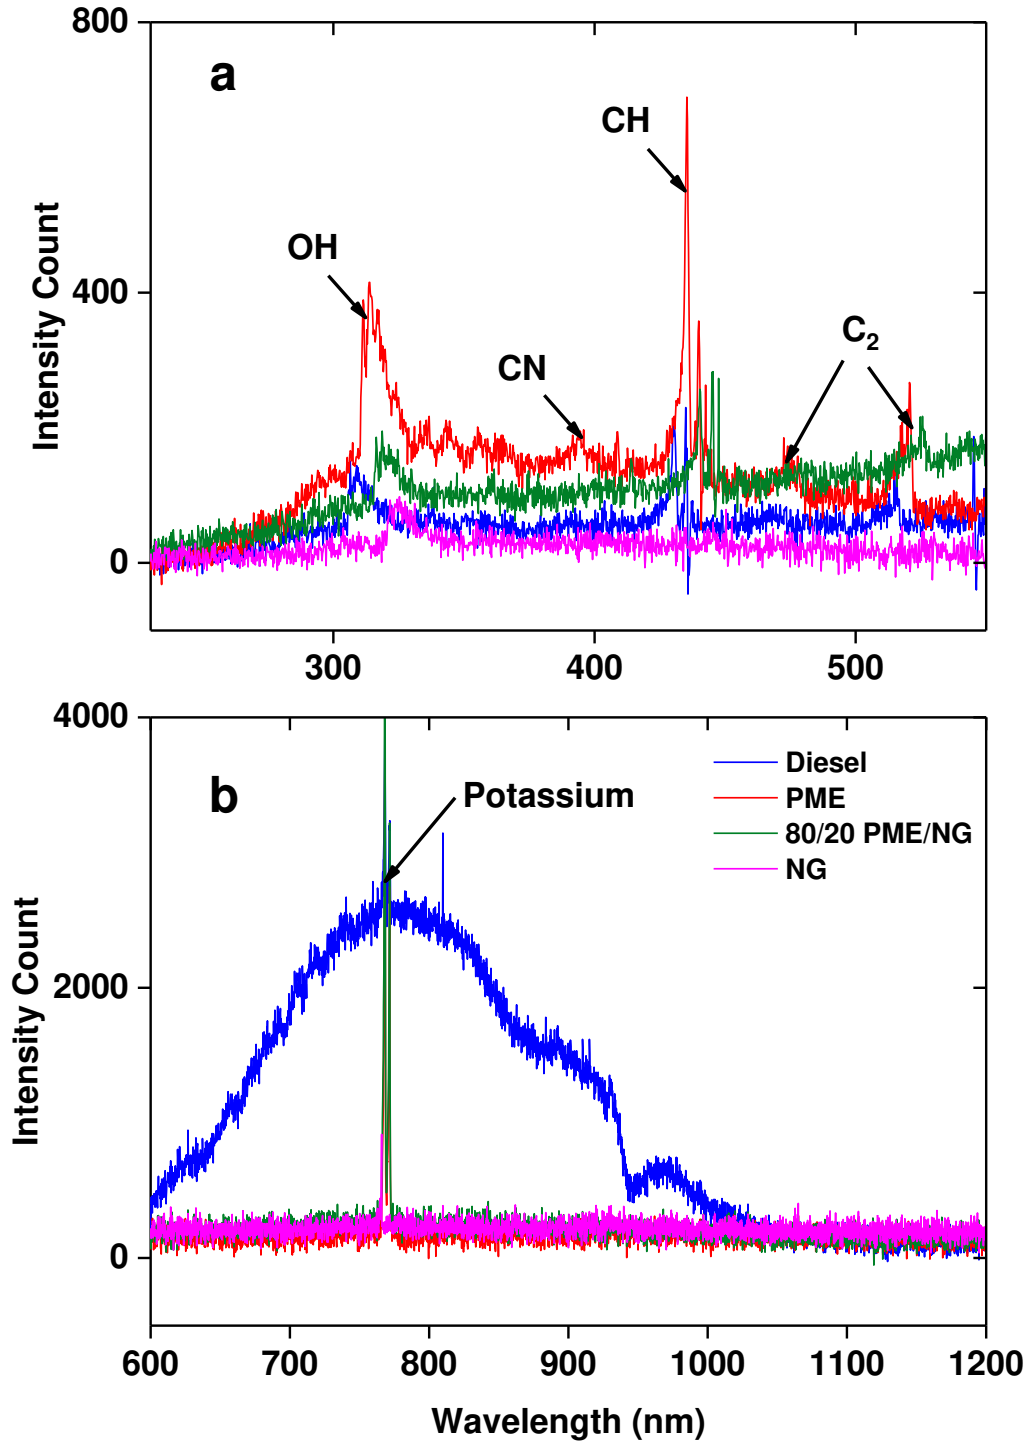 800
a
CH
OH
400
C₂
CN
Intensity Count
0
300 400 500
4000
Diesel
b
Potassium
PME
80/20 PME/NG
NG
2000
Intensity Count
0
600 700 800 900 1000 1100 1200
Wavelength (nm)